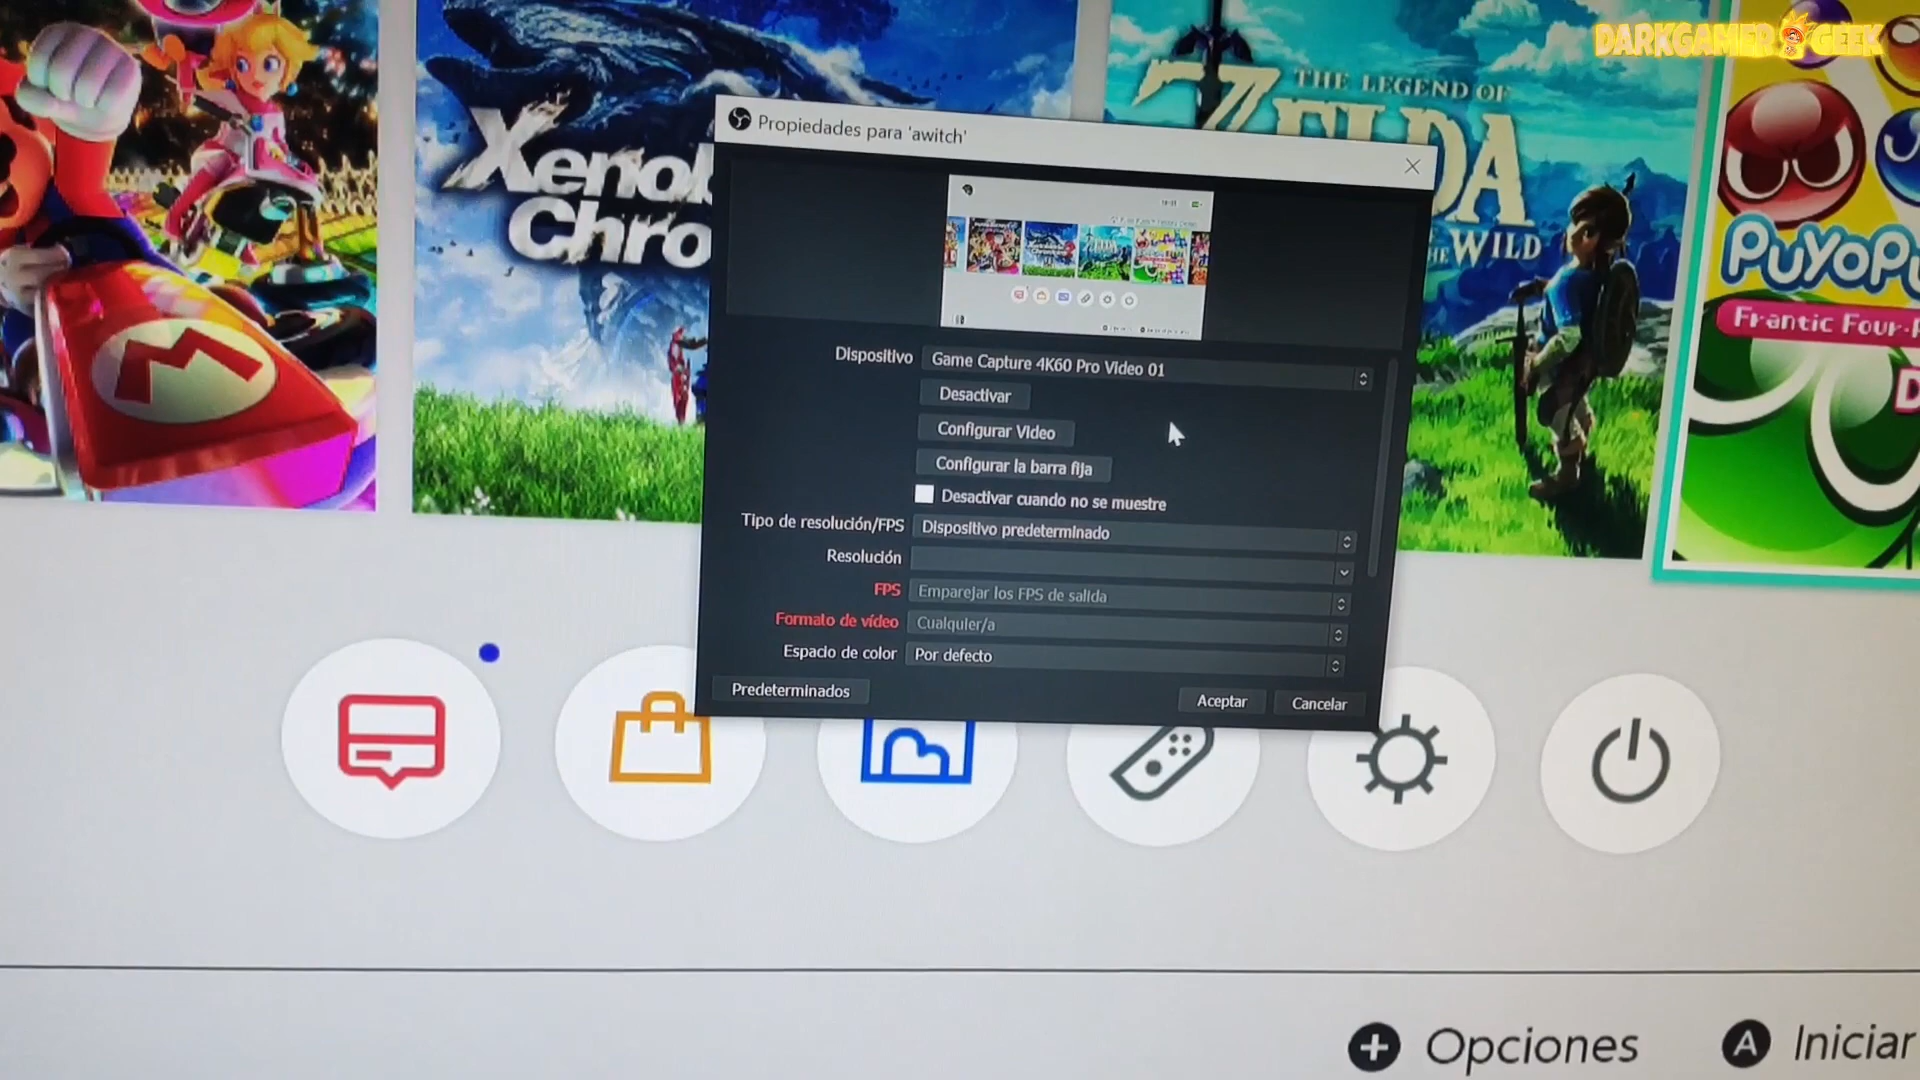 DARKGAMER GEEK
Xenob
Chro
THE LEGEND OF
ZELDA
THE WILD
PUYOPU
Frantic Four-P
D
Propiedades para 'awitch'
Dispositivo
Game Capture 4K60 Pro Video 01
Desactivar
Configurar Video
Configurar la barra fija
Desactivar cuando no se muestre
Tipo de resolución/FPS
Dispositivo predeterminado
Resolución
FPS
Emparejar los FPS de salida
Formato de vídeo
Cualquier/a
Espacio de color
Por defecto
Predeterminados
Aceptar
Cancelar
Opciones
A Iniciar